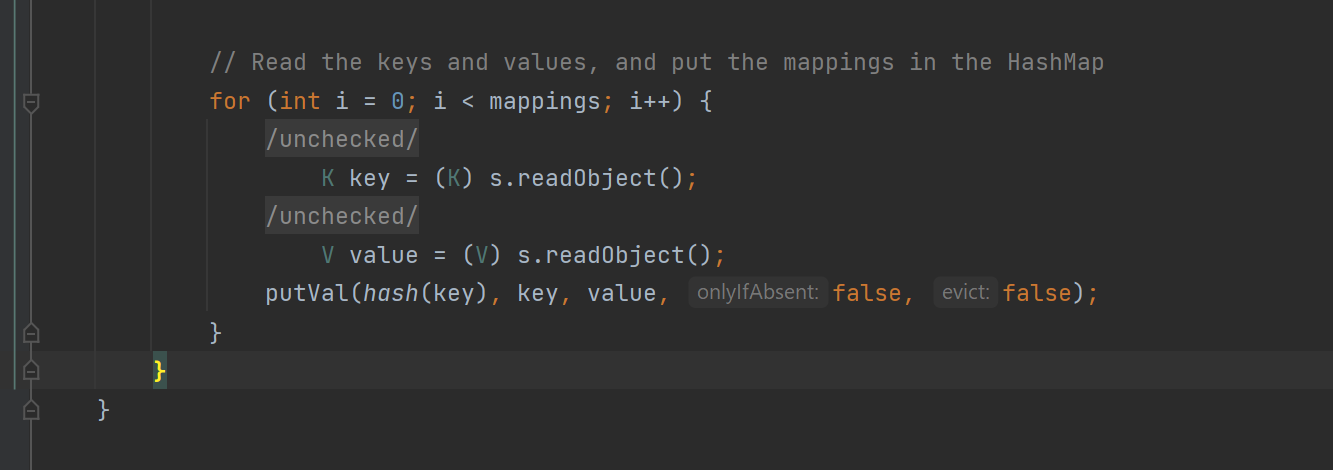 // Read the keys and values, and put the mappings in the HashMap
for (int i = 0; i < mappings; i++) {
/unchecked/
K key = (K) s.readObject();
/unchecked/
V value = (V) s.readObject();
putVal(hash(key), key, value, onlyIfAbsent: false, evict: false);
}
}
}